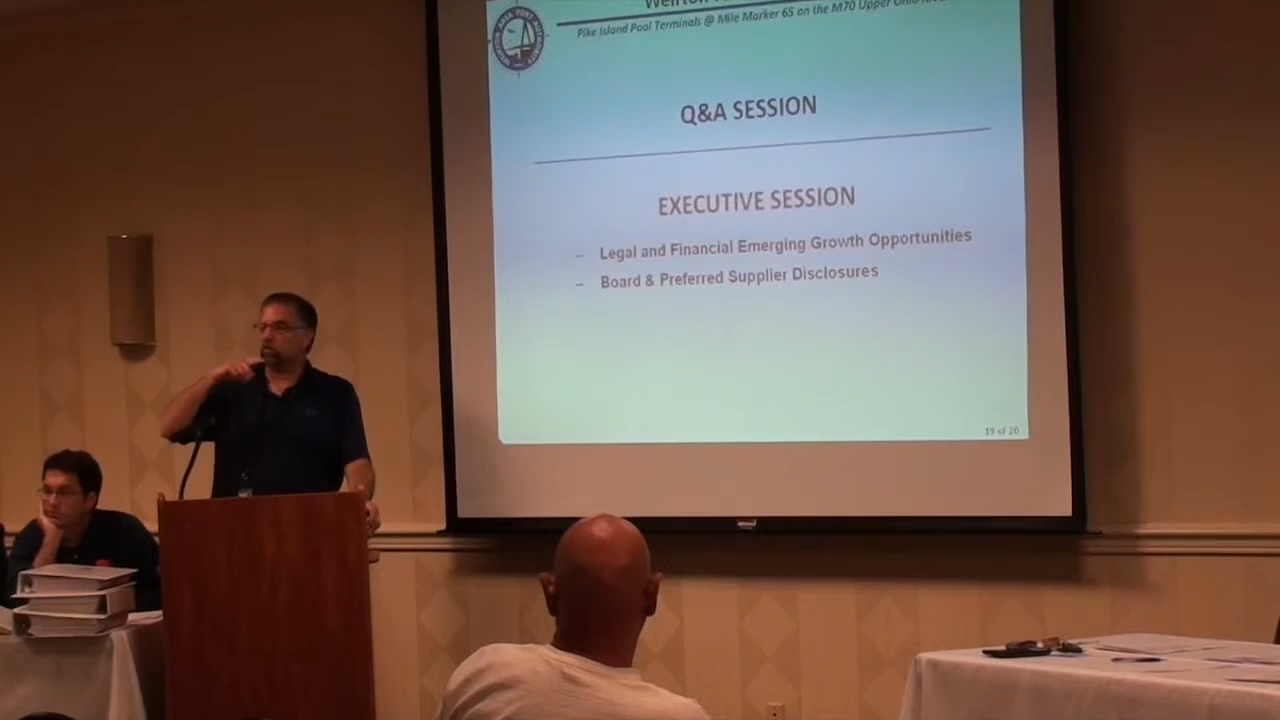 Pike Island Pool Terminals @ Mile Marker 65 on the M70 Upper Ohio
Q&A SESSION
EXECUTIVE SESSION
– Legal and Financial Emerging Growth Opportunities
– Board & Preferred Supplier Disclosures
19 of 20